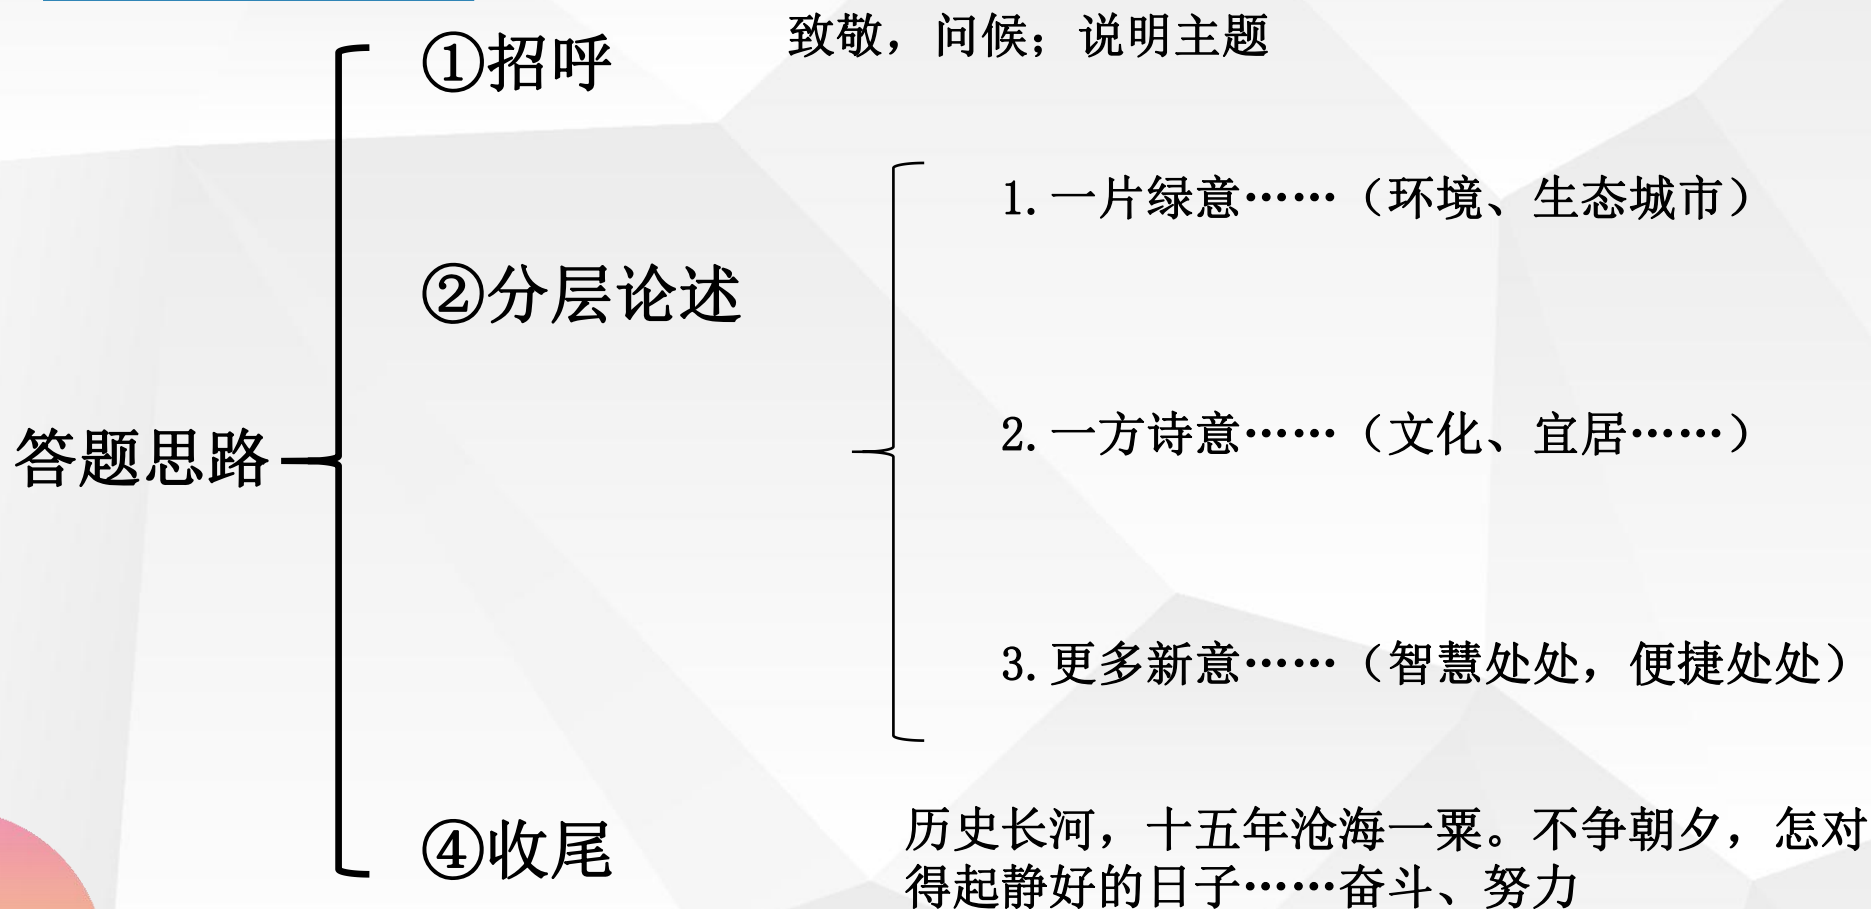 ①招呼
致敬，问候；说明主题
1.一片绿意……（环境、生态城市）
②分层论述
2.一方诗意……（文化、宜居……）
答题思路
3.更多新意……（智慧处处，便捷处处）
④收尾
历史长河，十五年沧海一粟。不争朝夕，怎对
得起静好的日子……奋斗、努力